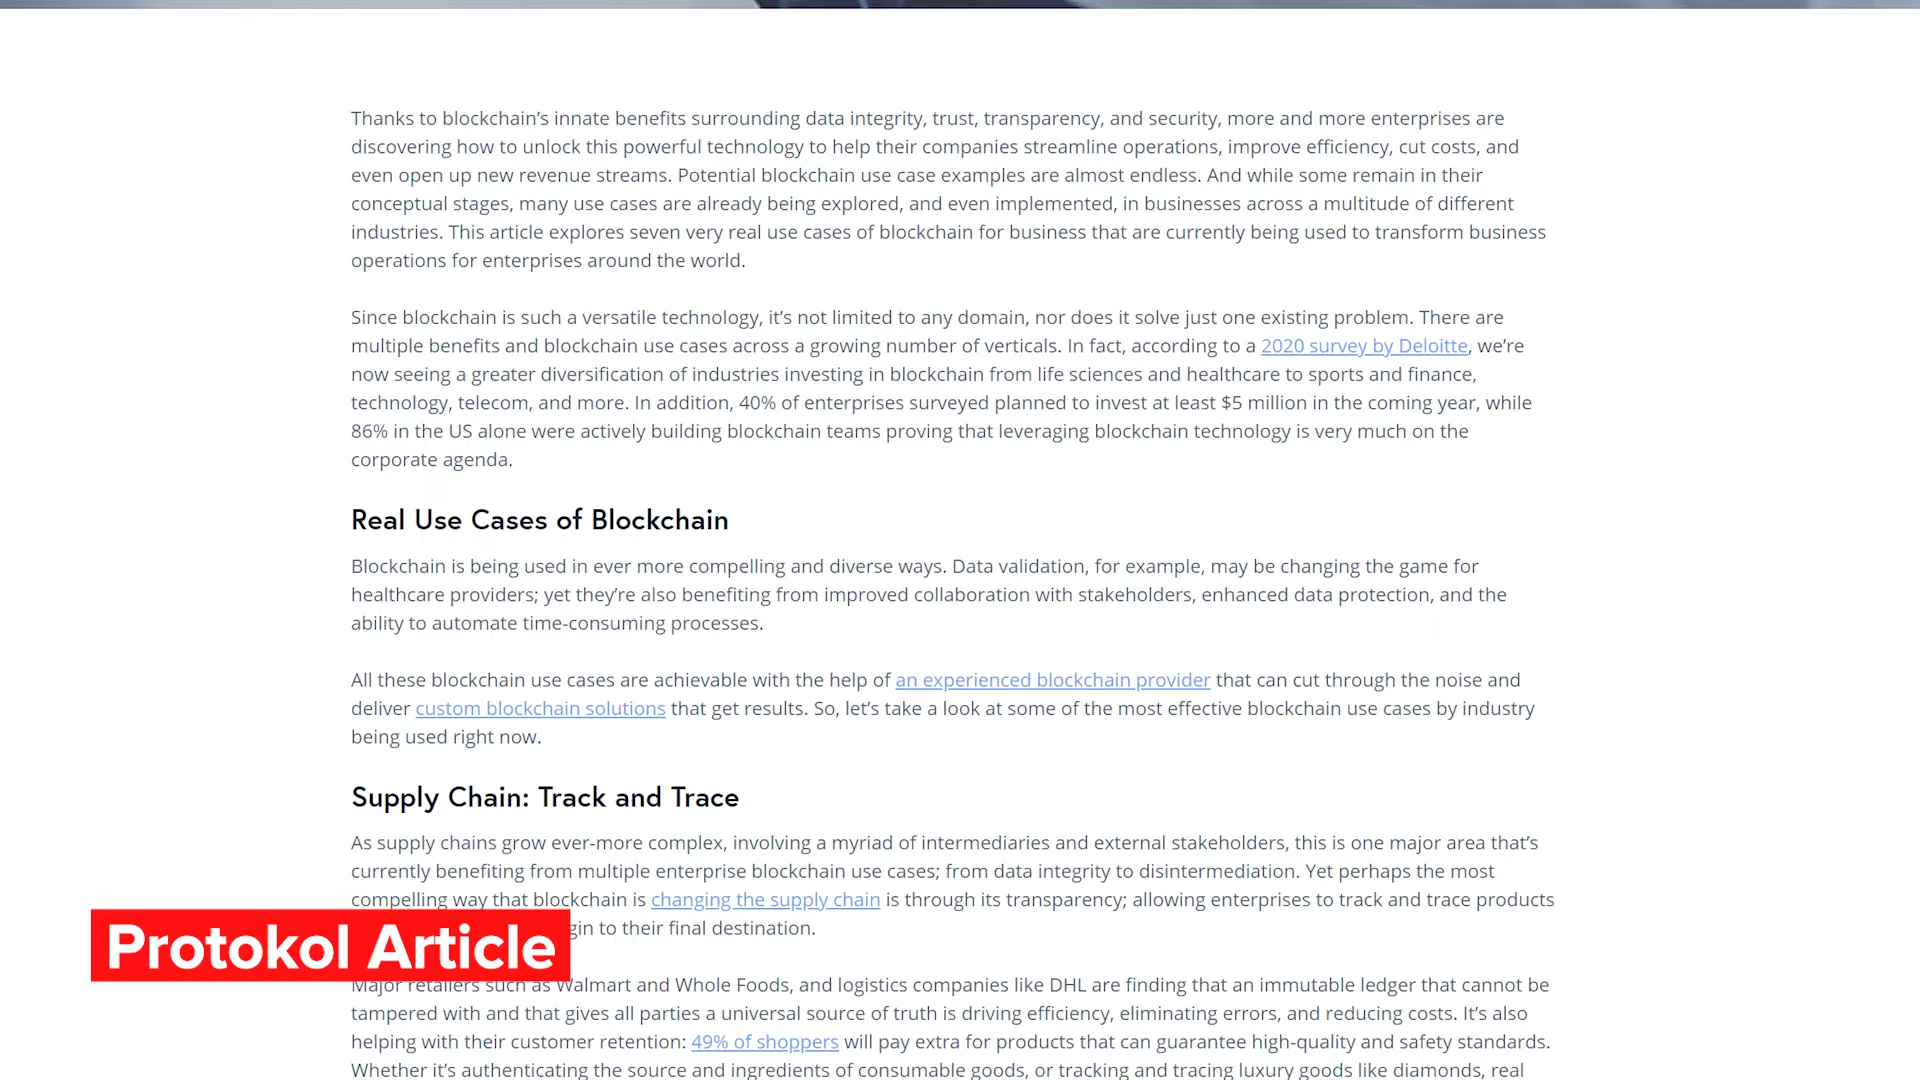 Thanks to blockchain’s innate benefits surrounding data integrity, trust, transparency, and security, more and more enterprises are
discovering how to unlock this powerful technology to help their companies streamline operations, improve efficiency, cut costs, and
even open up new revenue streams. Potential blockchain use case examples are almost endless. And while some remain in their
conceptual stages, many use cases are already being explored, and even implemented, in businesses across a multitude of different
industries. This article explores seven very real use cases of blockchain for business that are currently being used to transform business
operations for enterprises around the world.
Since blockchain is such a versatile technology, it’s not limited to any domain, nor does it solve just one existing problem. There are
multiple benefits and blockchain use cases across a growing number of verticals. In fact, according to a 2020 survey by Deloitte, we’re
now seeing a greater diversification of industries investing in blockchain from life sciences and healthcare to sports and finance,
technology, telecom, and more. In addition, 40% of enterprises surveyed planned to invest at least $5 million in the coming year, while
86% in the US alone were actively building blockchain teams proving that leveraging blockchain technology is very much on the
corporate agenda.
Real Use Cases of Blockchain
Blockchain is being used in ever more compelling and diverse ways. Data validation, for example, may be changing the game for
healthcare providers; yet they’re also benefiting from improved collaboration with stakeholders, enhanced data protection, and the
ability to automate time-consuming processes.
All these blockchain use cases are achievable with the help of an experienced blockchain provider that can cut through the noise and
deliver custom blockchain solutions that get results. So, let’s take a look at some of the most effective blockchain use cases by industry
being used right now.
Supply Chain: Track and Trace
As supply chains grow ever-more complex, involving a myriad of intermediaries and external stakeholders, this is one major area that’s
currently benefiting from multiple enterprise blockchain use cases; from data integrity to disintermediation. Yet perhaps the most
compelling way that blockchain is changing the supply chain is through its transparency; allowing enterprises to track and trace products
gin to their final destination.
Protokol Article
Major retailers such as Walmart and Whole Foods, and logistics companies like DHL are finding that an immutable ledger that cannot be
tampered with and that gives all parties a universal source of truth is driving efficiency, eliminating errors, and reducing costs. It’s also
helping with their customer retention: 49% of shoppers will pay extra for products that can guarantee high-quality and safety standards.
Whether it’s authenticating the source and ingredients of consumable goods, or tracking and tracing luxury goods like diamonds, real